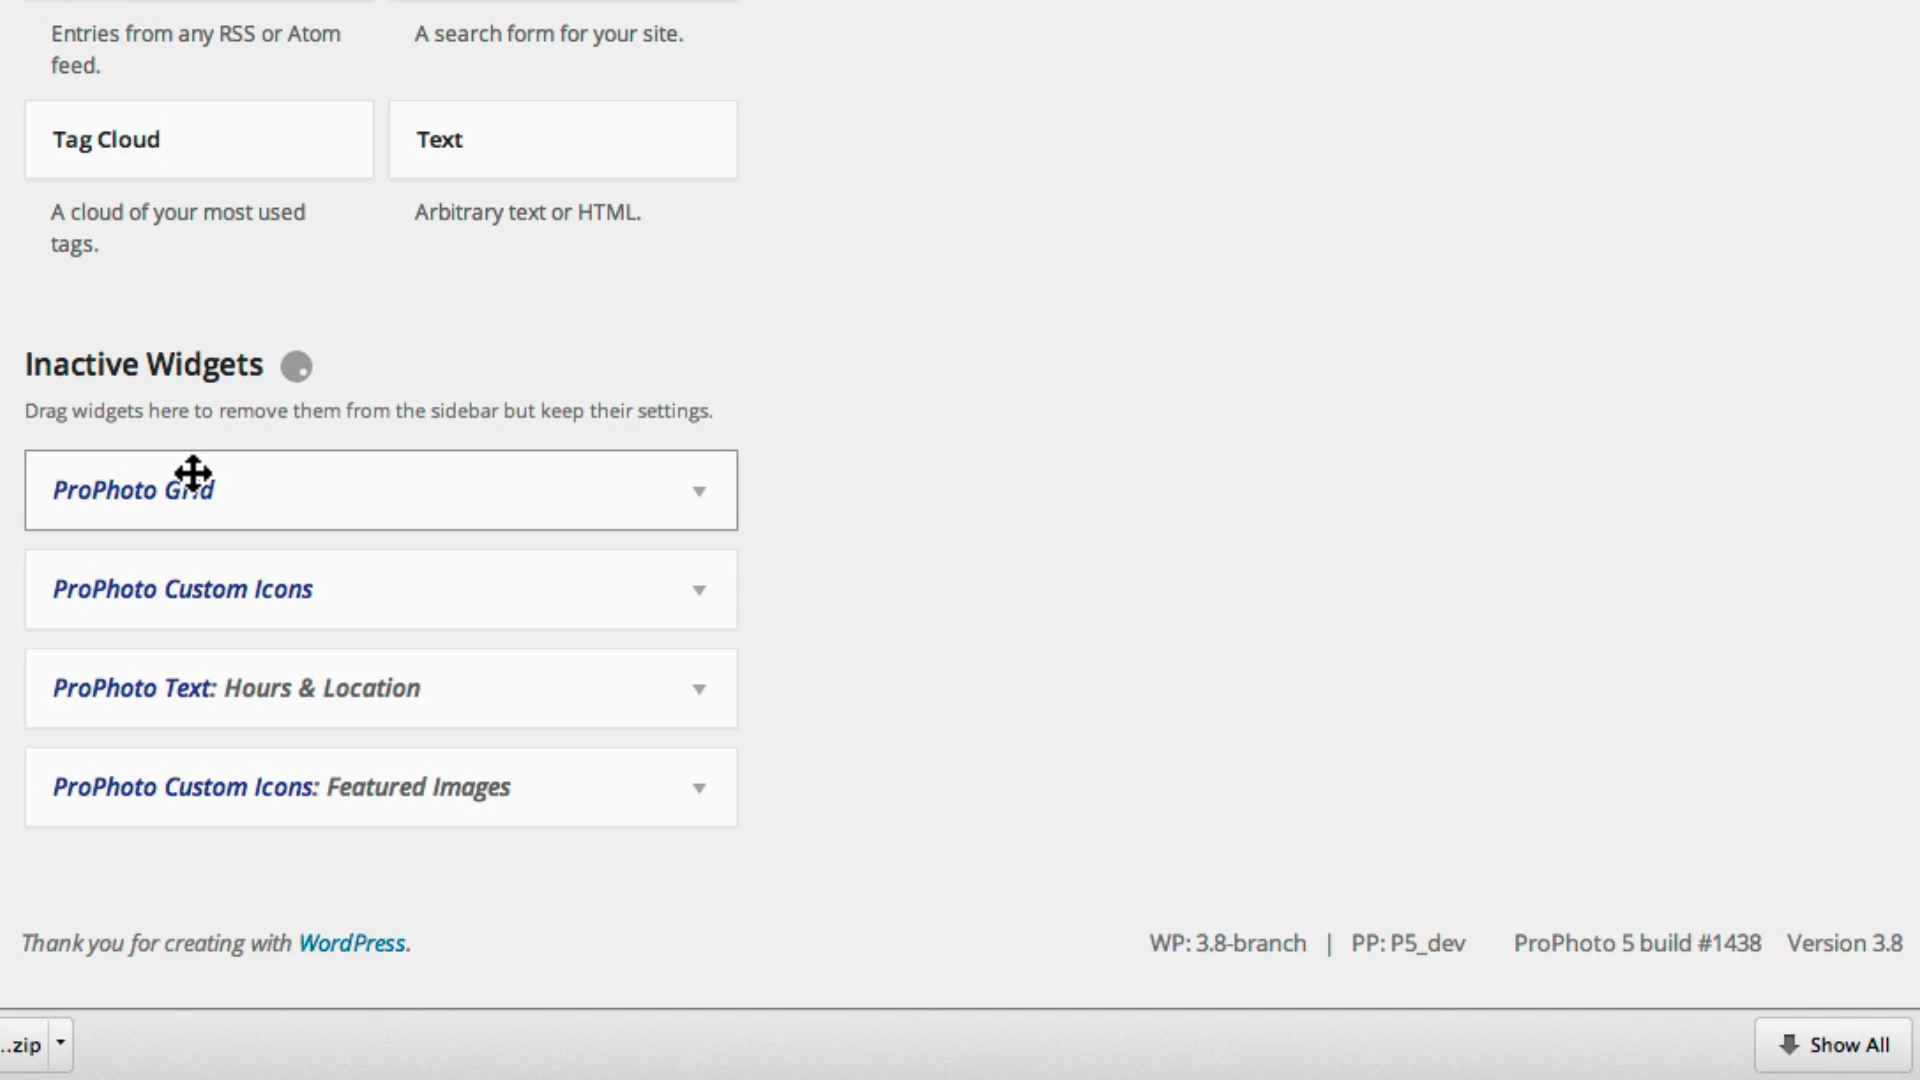 Entries from any RSS or Atom
feed.
A search form for your site.
Tag Cloud
Text
A cloud of your most used
tags.
Arbitrary text or HTML.
Inactive Widgets
Drag widgets here to remove them from the sidebar but keep their settings.
ProPhoto Grid
ProPhoto Custom Icons
ProPhoto Text: Hours & Location
ProPhoto Custom Icons: Featured Images
Thank you for creating with WordPress.
WP: 3.8-branch | PP: P5_dev ProPhoto 5 build #1438 Version 3.8
..zip
Show All